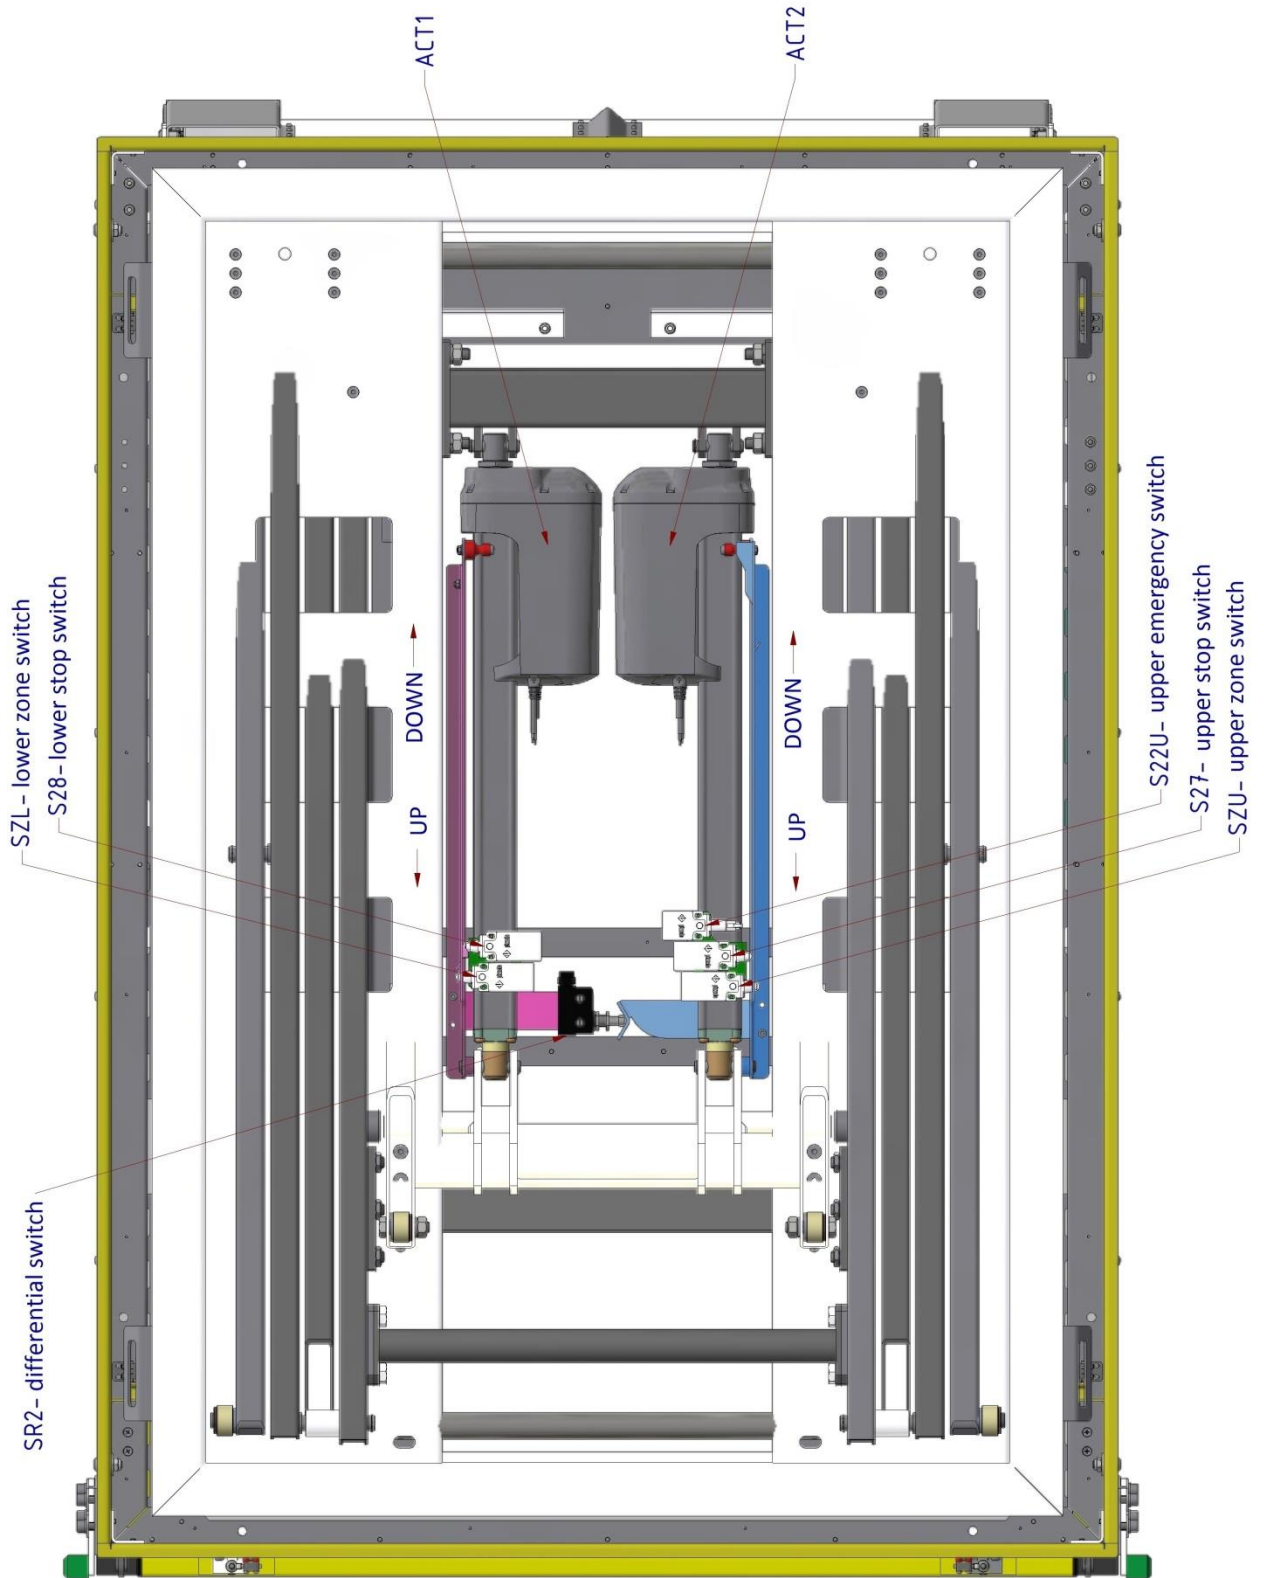 ACT1
ACT2
SZL- lower zone switch
S28- lower stop switch
DOWN
UP
DOWN
UP
S22U- upper emergency switch
S27- upper stop switch
SZU- upper zone switch
SR2- differential switch